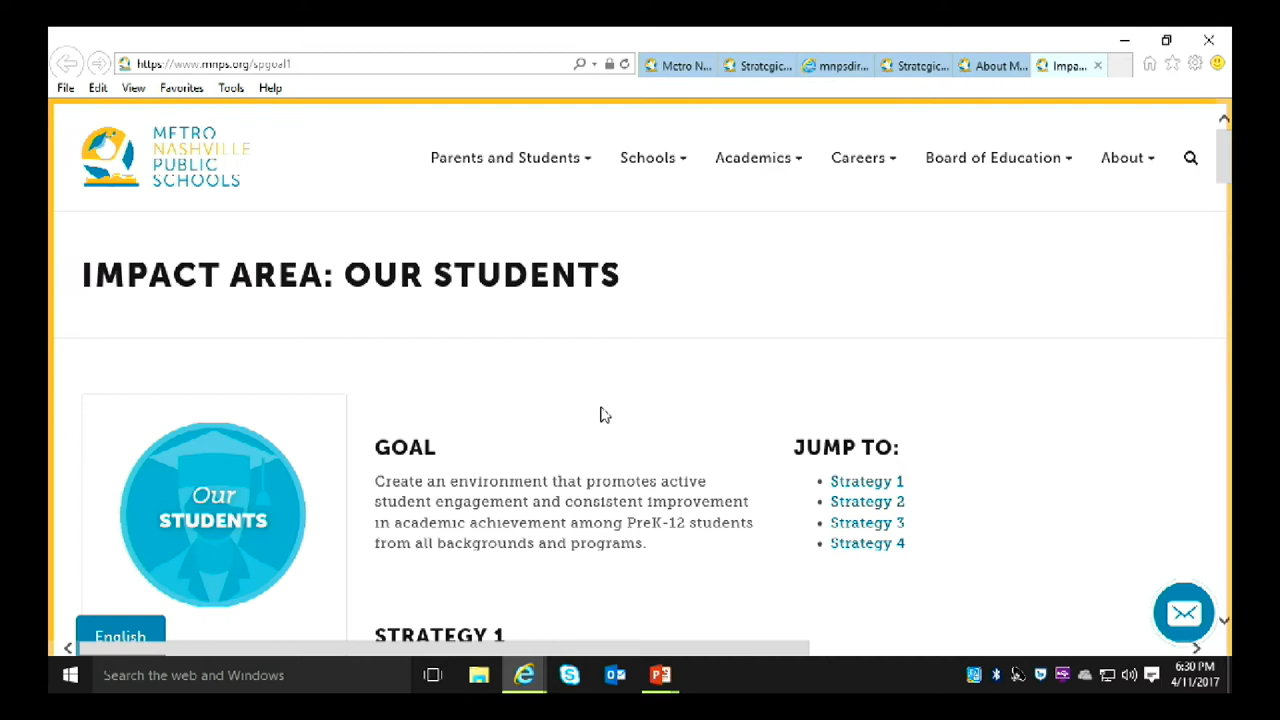 https://www.mnps.org/spgoal1
Metro N...
Strategic...
mnpsdir...
Strategic...
About M...
Impa...
File Edit View Favorites Tools Help
METRO
NASHVILLE
PUBLIC
SCHOOLS
Parents and Students Schools Academics Careers Board of Education About
IMPACT AREA: OUR STUDENTS
Our
STUDENTS
GOAL
Create an environment that promotes active
student engagement and consistent improvement
in academic achievement among PreK-12 students
from all backgrounds and programs.
JUMP TO:
• Strategy 1
• Strategy 2
• Strategy 3
• Strategy 4
English
STRATEGY 1
Search the web and Windows
6:30 PM
4/11/2017